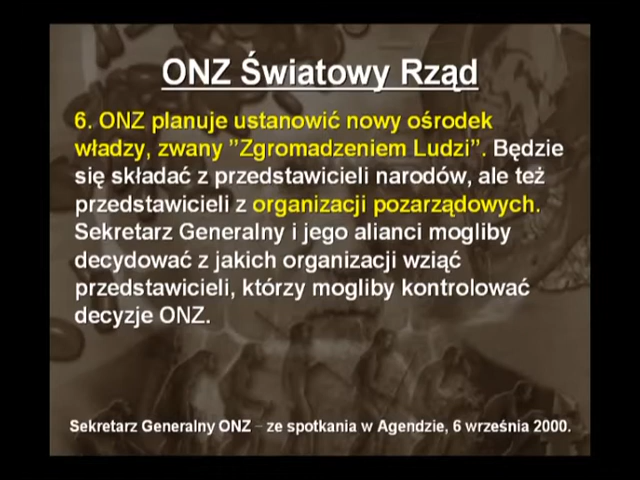 ONZ Światowy Rząd
6. ONZ planuje ustanowić nowy ośrodek
władzy, zwany ”Zgromadzeniem Ludzi”. Będzie
się składać z przedstawicieli narodów, ale też
przedstawicieli z organizacji pozarządowych.
Sekretarz Generalny i jego alianci mogliby
decydować z jakich organizacji wziąć
przedstawicieli, którzy mogliby kontrolować
decyzje ONZ.
Sekretarz Generalny ONZ – ze spotkania w Agendzie, 6 września 2000.